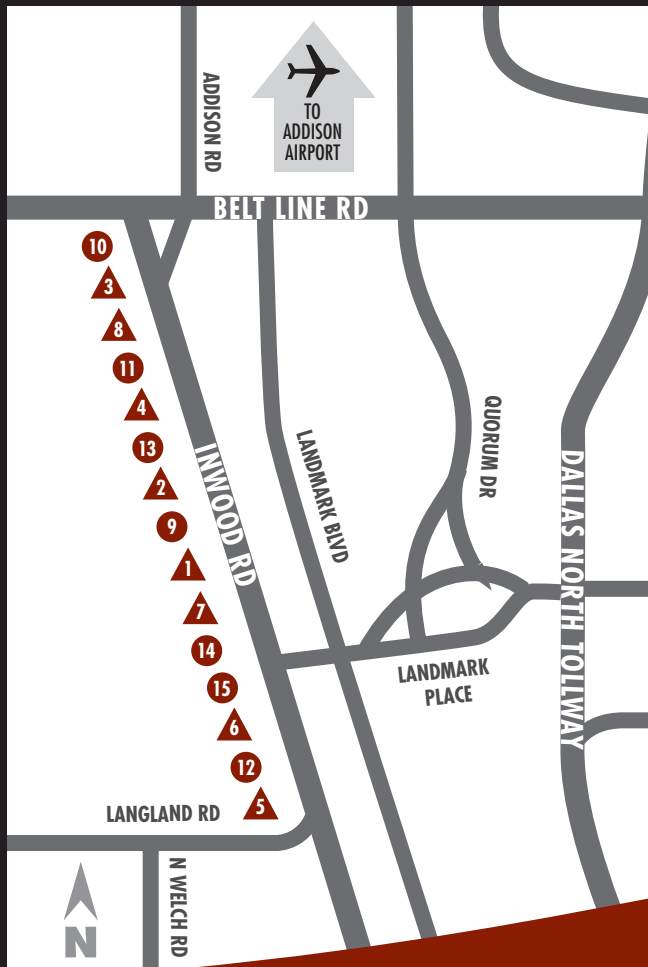 ADDISON RD
TO
ADDISON
AIRPORT
BELT LINE RD
10
3
8
11
4
13
2
9
1
7
14
15
6
12
5
INWOOD RD
LANDMARK BLVD
QUORUM DR
DALLAS NORTH TOLLWAY
LANDMARK
PLACE
LANGLAND RD
N WELCH RD
N